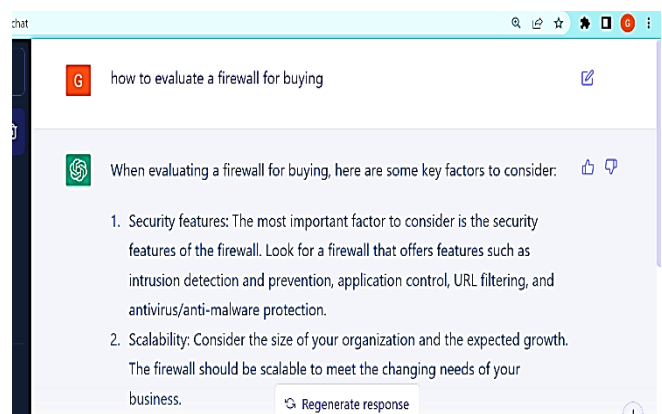 chat
G
G
how to evaluate a firewall for buying
When evaluating a firewall for buying, here are some key factors to consider:
1. Security features: The most important factor to consider is the security
features of the firewall. Look for a firewall that offers features such as
intrusion detection and prevention, application control, URL filtering, and
antivirus/anti-malware protection.
2. Scalability: Consider the size of your organization and the expected growth.
The firewall should be scalable to meet the changing needs of your
business.
Regenerate response